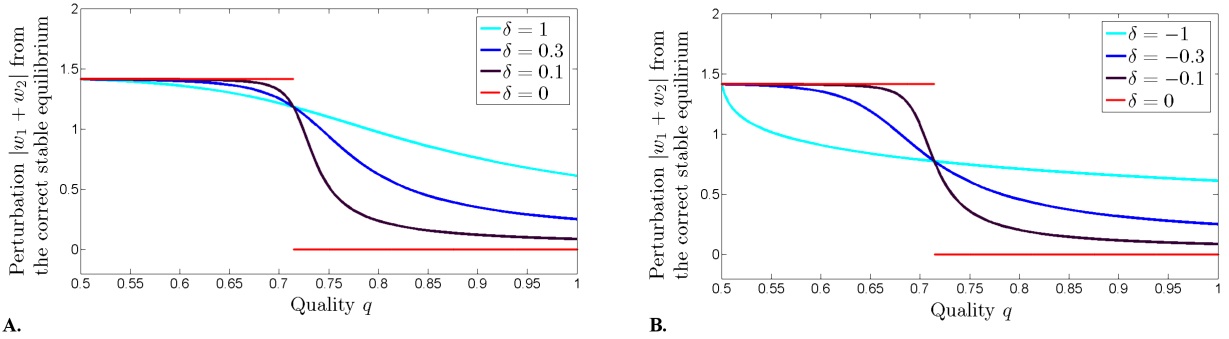 Perturbation |w₁ + w₂| from
the correct stable equilibrium
2
1.5
1
0.5
0
0.5
0.55
0.6
0.65
0.7
0.75
0.8
0.85
0.9
0.95
1
Quality q
δ = 1
δ = 0.3
δ = 0.1
δ = 0
A.
Perturbation |w₁ + w₂| from
the correct stable equilirium
2
1.5
1
0.5
0
0.5
0.55
0.6
0.65
0.7
0.75
0.8
0.85
0.9
0.95
1
Quality q
δ = −1
δ = −0.3
δ = −0.1
δ = 0
B.